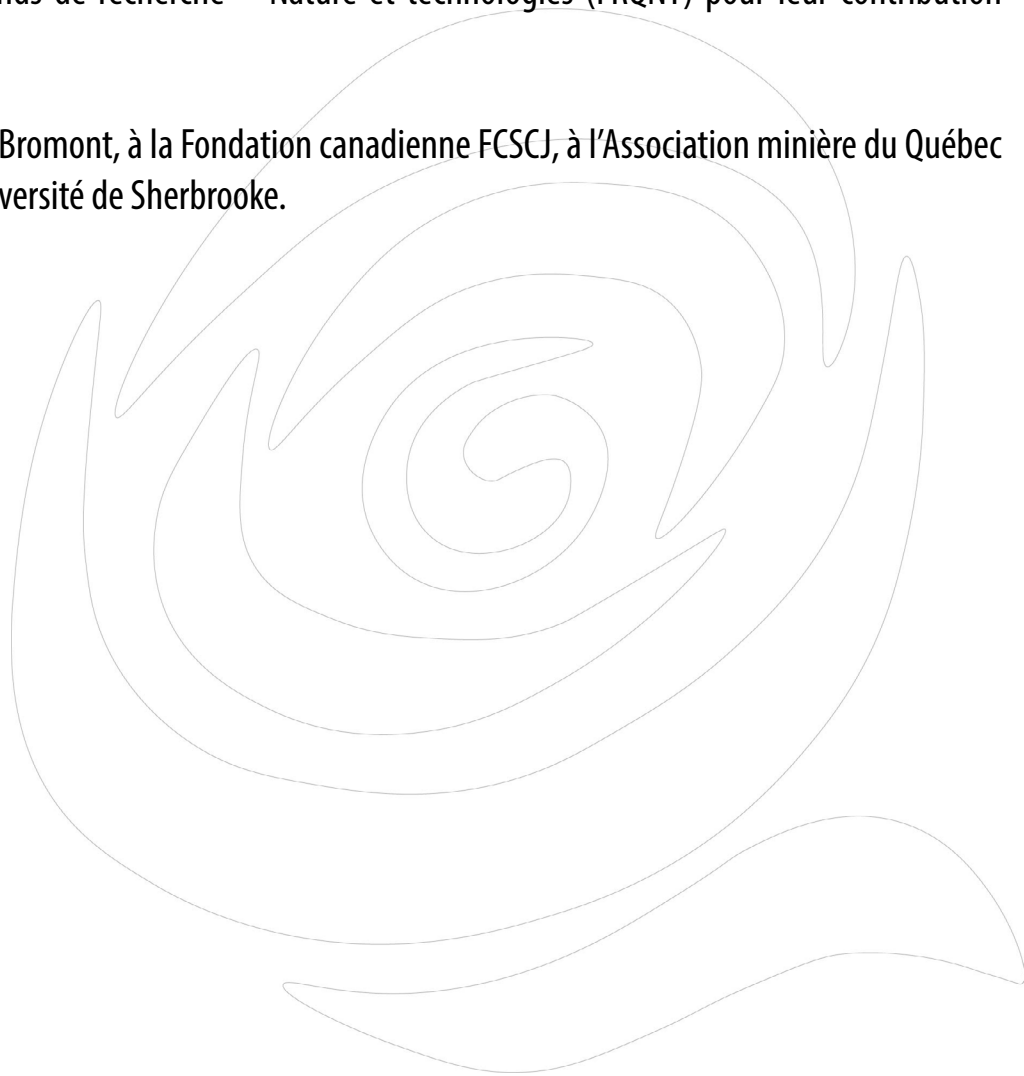 de recherche – Nature et technologies (FRQNT) pour leur contribution
Bromont, à la Fondation canadienne FCSCJ, à l’Association minière du Québec
versité de Sherbrooke.